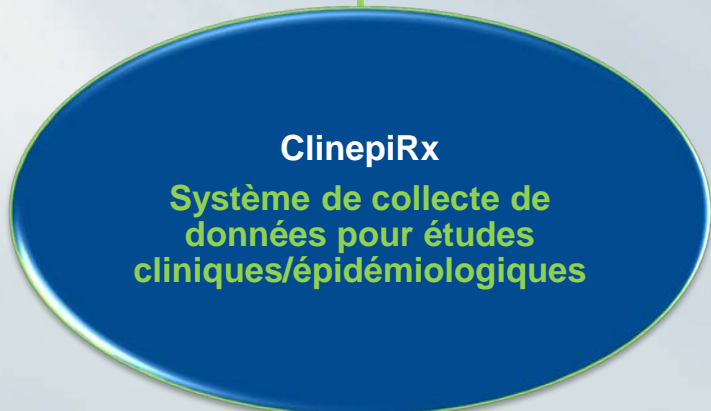 ClinepiRx
Système de collecte de
données pour études
cliniques/épidémiologiques